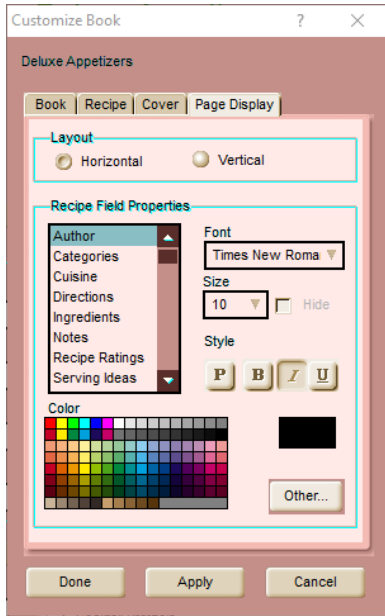 Customize Book ? ×
Deluxe Appetizers
Book Recipe Cover Page Display
Layout
Horizontal Vertical
Recipe Field Properties
Author
Categories
Cuisine
Directions
Ingredients
Notes
Recipe Ratings
Serving Ideas
Font
Times New Roma
Size
10 Hide
Style
P B I U
Color
Other...
Done Apply Cancel